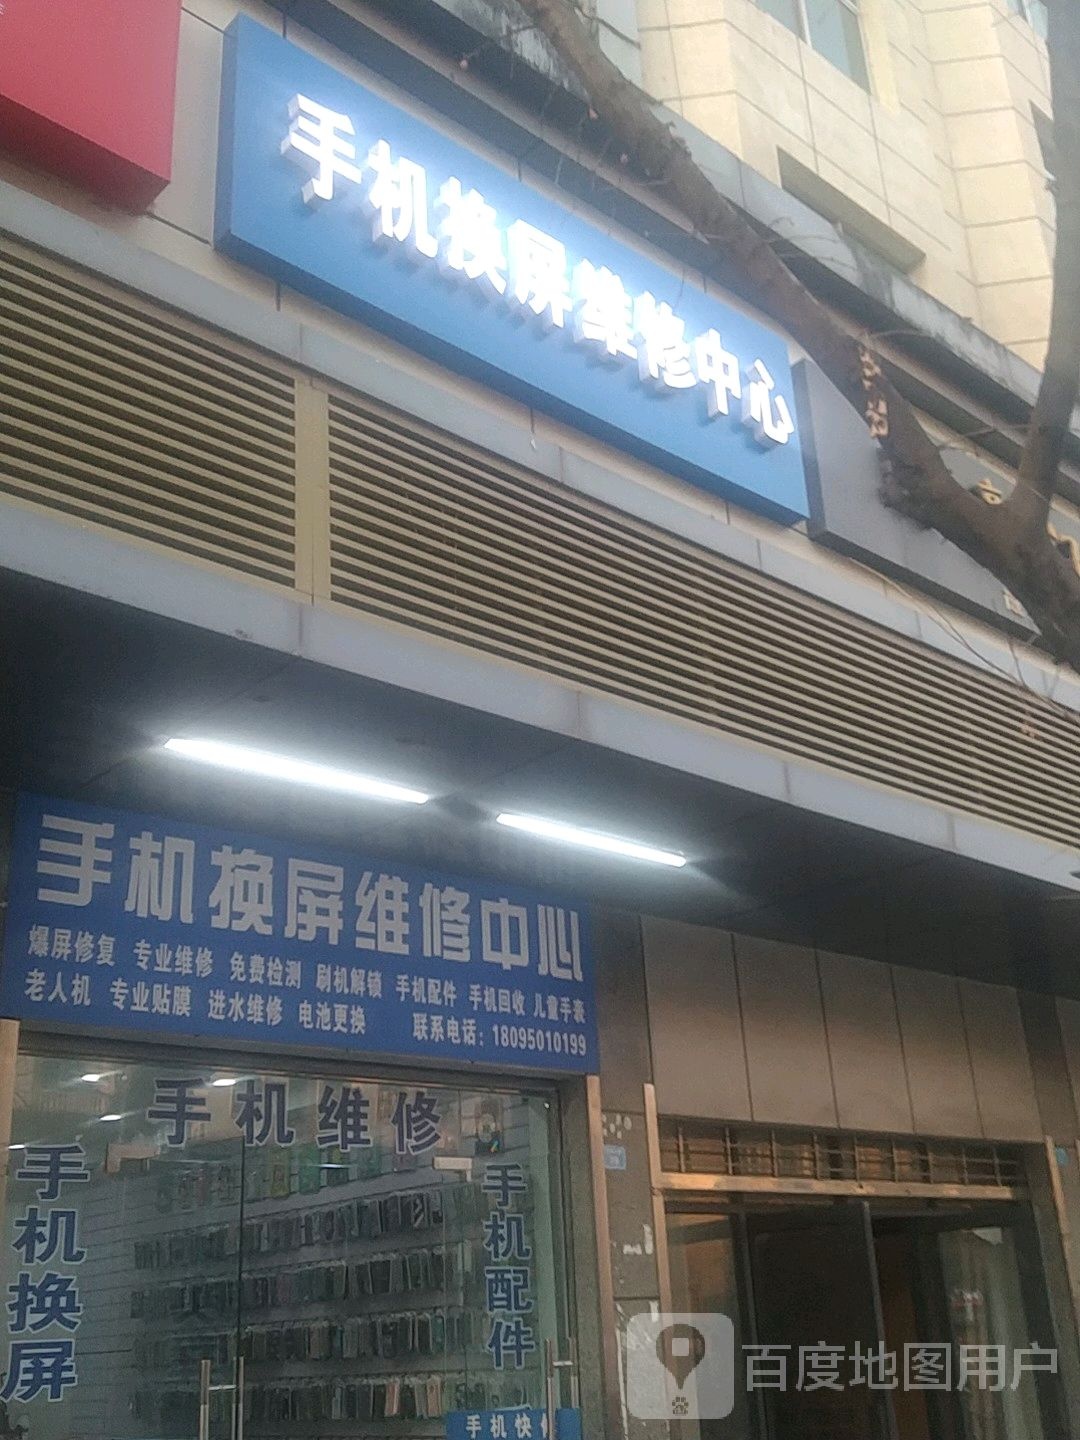 手机换屏维修中心
手机换屏维修中心
爆屏修复 专业维修 免费检测 刷机解锁 手机配件 手机回收 儿童手表
老人机 专业贴膜 进水维修 电池更换 联系电话：18095010199
手机维修
手机换屏
手机配件
手机快修
百度地图用户